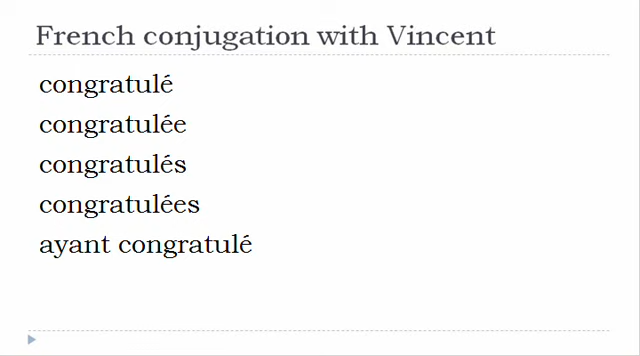 French conjugation with Vincent
congratulé
congratulée
congratulés
congratulées
ayant congratulé